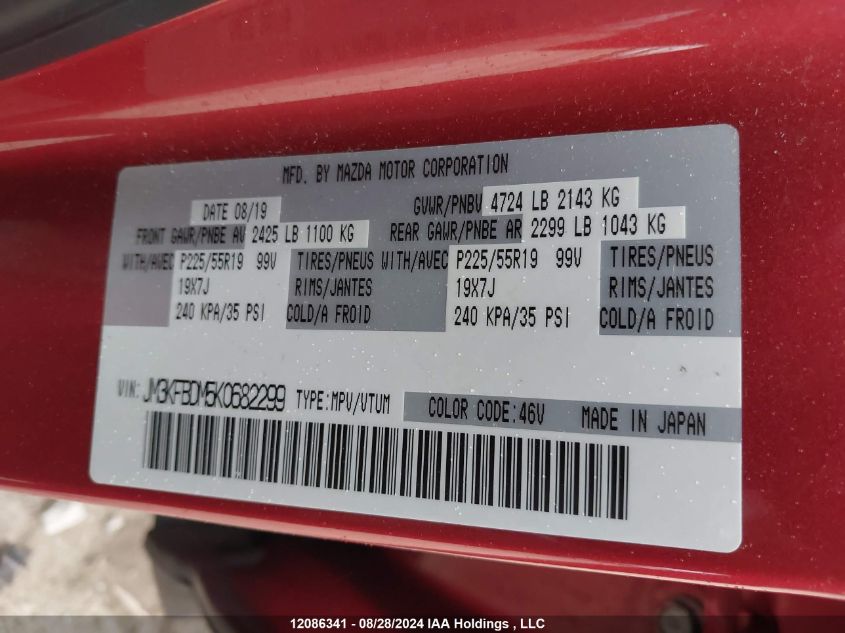 MFD. BY MAZDA MOTOR CORPORATION
DATE 08/19 GVWR/PNBV 4724 LB 2143 KG
FRONT GAWR/PNBE AV 2425 LB 1100 KG REAR GAWR/PNBE AR 2299 LB 1043 KG
WITH/AVEC P225/55R19 99V TIRES/PNEUS WITH/AVEC P225/55R19 99V TIRES/PNEUS
19X7J RIMS/JANTES 19X7J RIMS/JANTES
240 KPA/35 PSI COLD/A FROID 240 KPA/35 PSI COLD/A FROID
VIN: JM3KFBDM5K0682299 TYPE:MPV/VTUM COLOR CODE:46V MADE IN JAPAN
12086341 - 08/28/2024 IAA Holdings , LLC